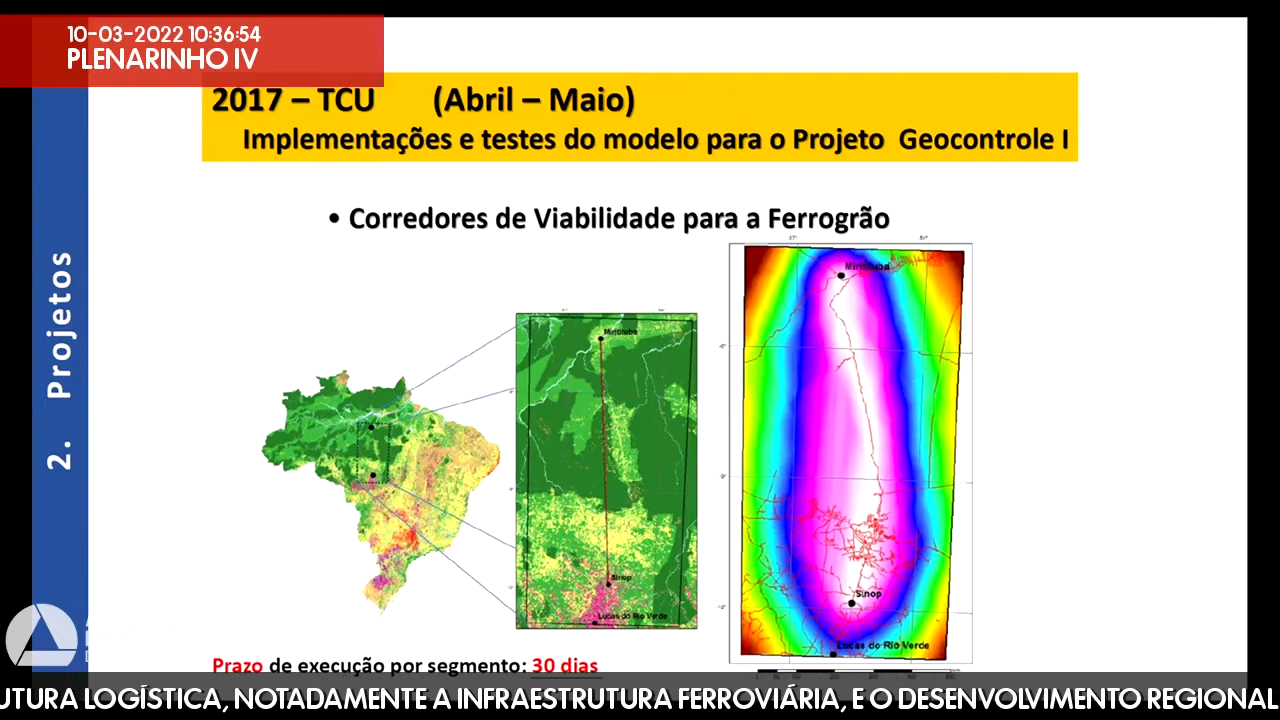 10-03-2022 10:36:54
PLENARINHO IV
2017 – TCU (Abril – Maio)
Implementações e testes do modelo para o Projeto Geocontrole I
• Corredores de Viabilidade para a Ferrogrão
2. Projetos
Miritituba
Sinop
Lucas do Rio Verde
Miritituba
Sinop
Lucas do Rio Verde
Prazo de execução por segmento: 30 dias
UTURA LOGÍSTICA, NOTADAMENTE A INFRAESTRUTURA FERROVIÁRIA, E O DESENVOLVIMENTO REGIONAL